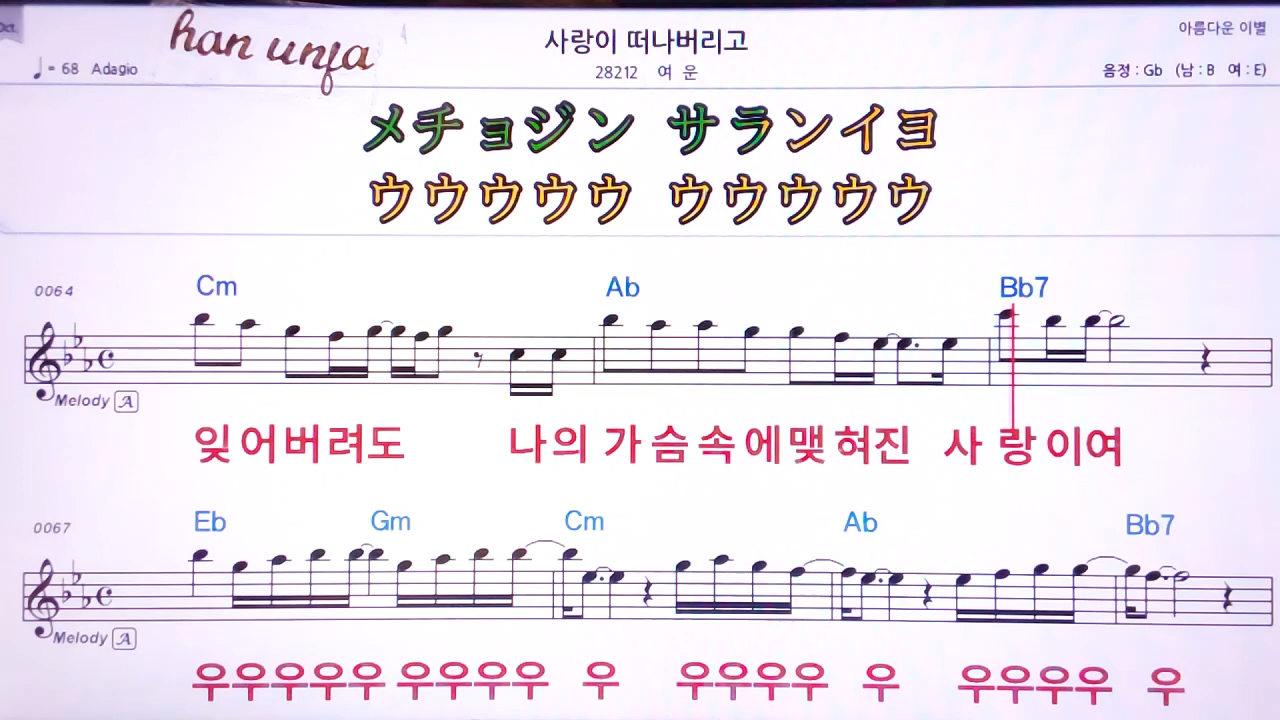 Oct.
han unja
사랑이 떠나버리고
아름다운 이별
♩= 68 Adagio
28212 여 운
음정 : Gb (남 : B 여 : E)
メチョジン サランイヨ
ウウウウウ ウウウウウ
0064 Cm Ab Bb7
Melody A
잊어버려도 나의 가슴속에맺혀진 사랑이여
0067 Eb Gm Cm Ab Bb7
Melody A
우우우우우 우우우우 우 우우우우 우 우우우우 우